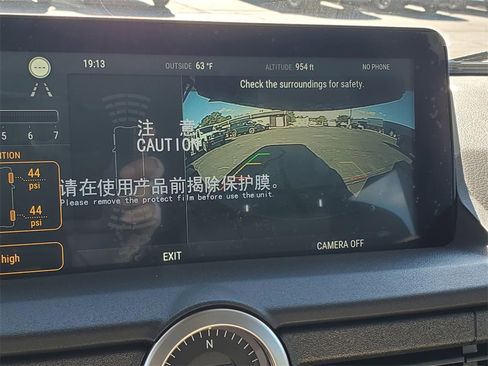 19:13
OUTSIDE 63 °F
ALTITUDE: 954 ft
NO PHONE
Check the surroundings for safety.
5 6 7
注 意
CAUTION
44
psi
请在使用产品前揭除保护膜。
Please remove the protect film before use the unit.
44
psi
high
EXIT
CAMERA OFF
N